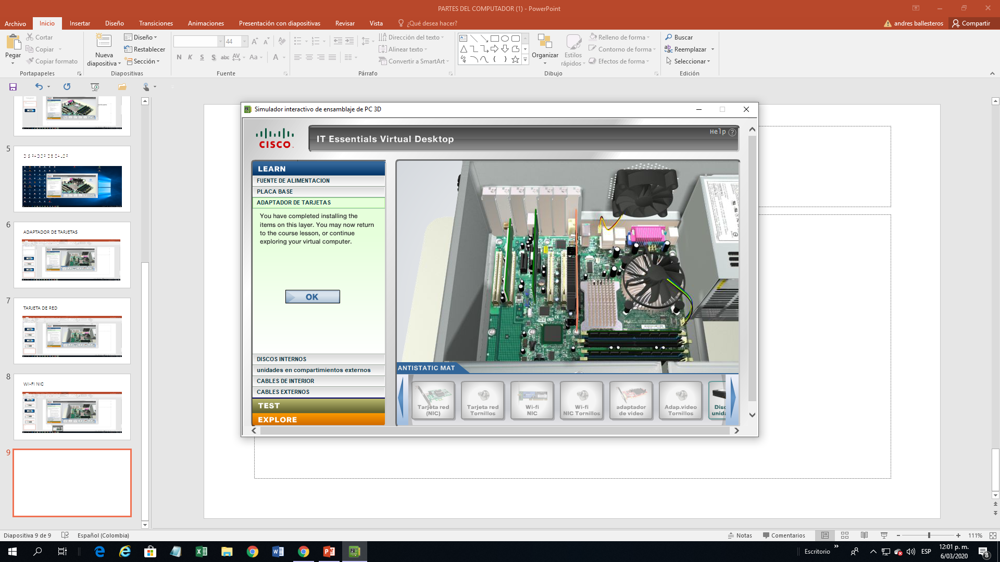 PARTES DEL COMPUTADOR (1) - PowerPoint
Archivo
Inicio
Insertar
Diseño
Transiciones
Animaciones
Presentación con diapositivas
Revisar
Vista
¿Qué desea hacer?
andres ballesteros
Compartir
Pegar
Cortar
Copiar
Copiar formato
Portapapeles
Nueva
diapositiva
Diseño
Restablecer
Sección
Diapositivas
44
N K S S abc AV Aa A
Fuente
Dirección del texto
Alinear texto
Convertir a SmartArt
Párrafo
Organizar
Estilos
rápidos
Relleno de forma
Contorno de forma
Efectos de forma
Dibujo
Buscar
Reemplazar
Seleccionar
Edición
5
6
ADAPTADOR DE TARJETAS
7
TARJETA DE RED
8
WI-FI NIC
9
Simulador interactivo de ensamblaje de PC 3D
CISCO
IT Essentials Virtual Desktop
Help ?
LEARN
FUENTE DE ALIMENTACION
PLACA BASE
ADAPTADOR DE TARJETAS
You have completed installing the
items on this layer. You may now return
to the course lesson, or continue
exploring your virtual computer.
OK
DISCOS INTERNOS
unidades en compartimientos externos
CABLES DE INTERIOR
CABLES EXTERNOS
TEST
EXPLORE
ANTISTATIC MAT
Tarjeta red
(NIC)
Tarjeta red
Tornillos
Wi-fi
NIC
Wi-fi
NIC Tornillos
adaptador
de video
Adap.video
Tornillos
Disc
unida
Diapositiva 9 de 9
Español (Colombia)
Notas
Comentarios
111%
Escritorio
ESP
12:01 p. m.
6/03/2020
8